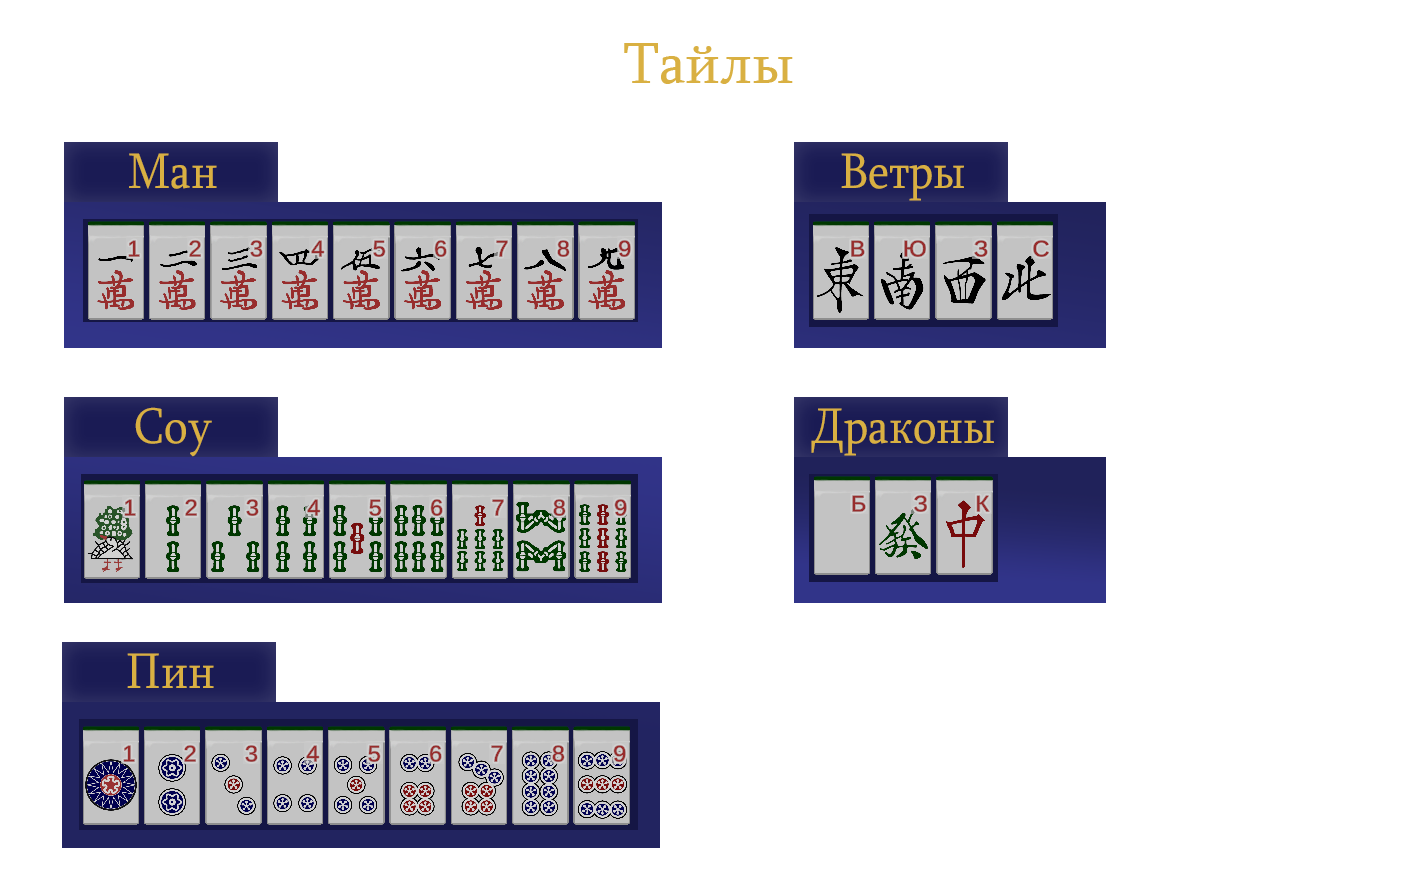 Тайлы
Ман
1 2 3 4 5 6 7 8 9
一 二 三 四 伍 六 七 八 九
萬 萬 萬 萬 萬 萬 萬 萬 萬
Ветры
В Ю З С
東 南 西 北
Соу
1 2 3 4 5 6 7 8 9
Драконы
Б З К
發 中
Пин
1 2 3 4 5 6 7 8 9